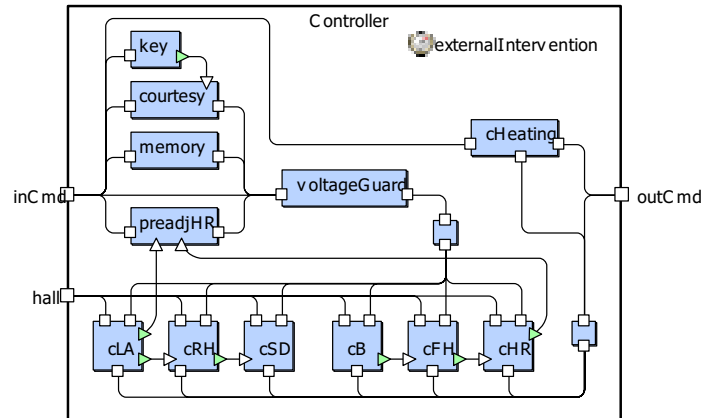 Controller
externalIntervention
key
courtesy
cHeating
memory
voltageGuard
inCmd
outCmd
preadjHR
hall
cLA
cRH
cSD
cB
cFH
cHR